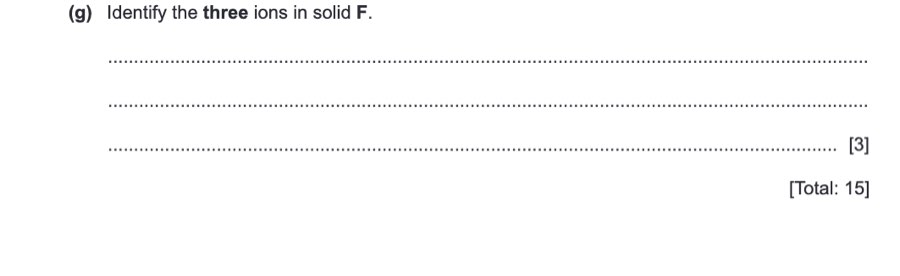 (g) Identify the three ions in solid F.
................................................................................
................................................................................
................................................................................ [3]
[Total: 15]